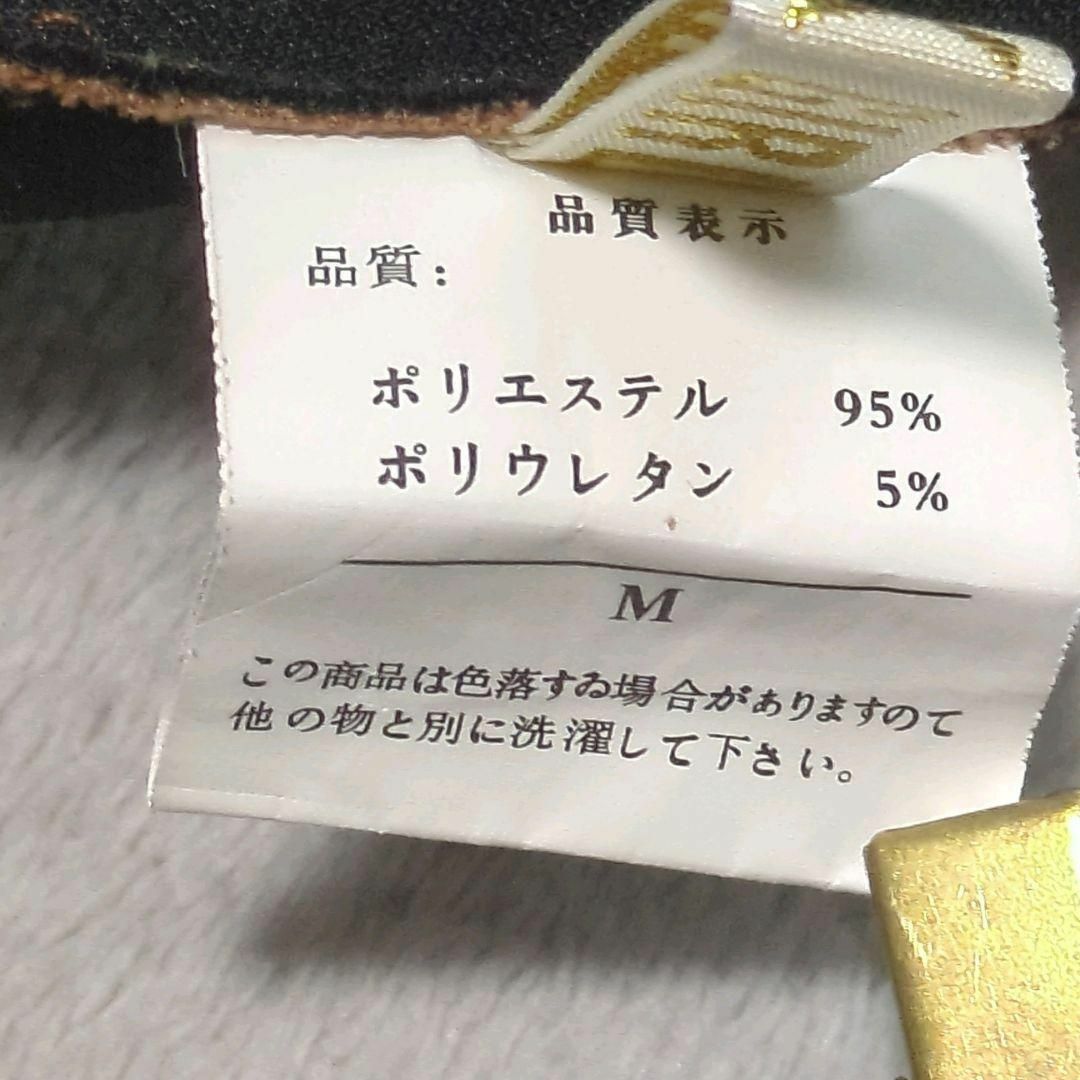 品質表示
品質:
ポリエステル 95%
ポリウレタン 5%
M
この商品は色落すゐ場合がありますのて
他の物と別に洗濯して下さい。